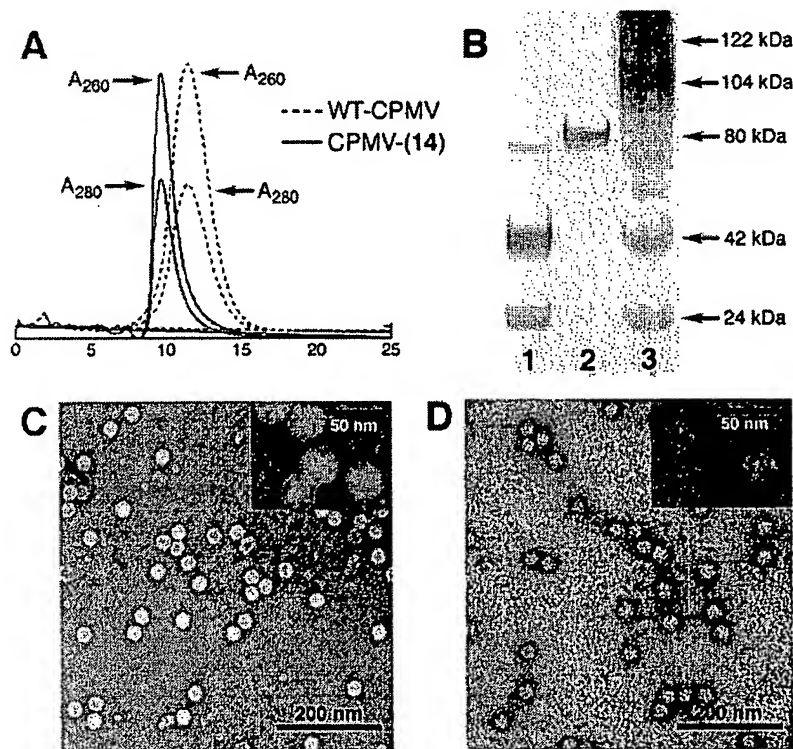 A
A260
A260
WT-CPMV
CPMV-(14)
A280
A280
0 5 10 15 20 25
B
122 kDa
104 kDa
80 kDa
42 kDa
24 kDa
1 2 3
C
50 nm
200 nm
D
50 nm
200 nm